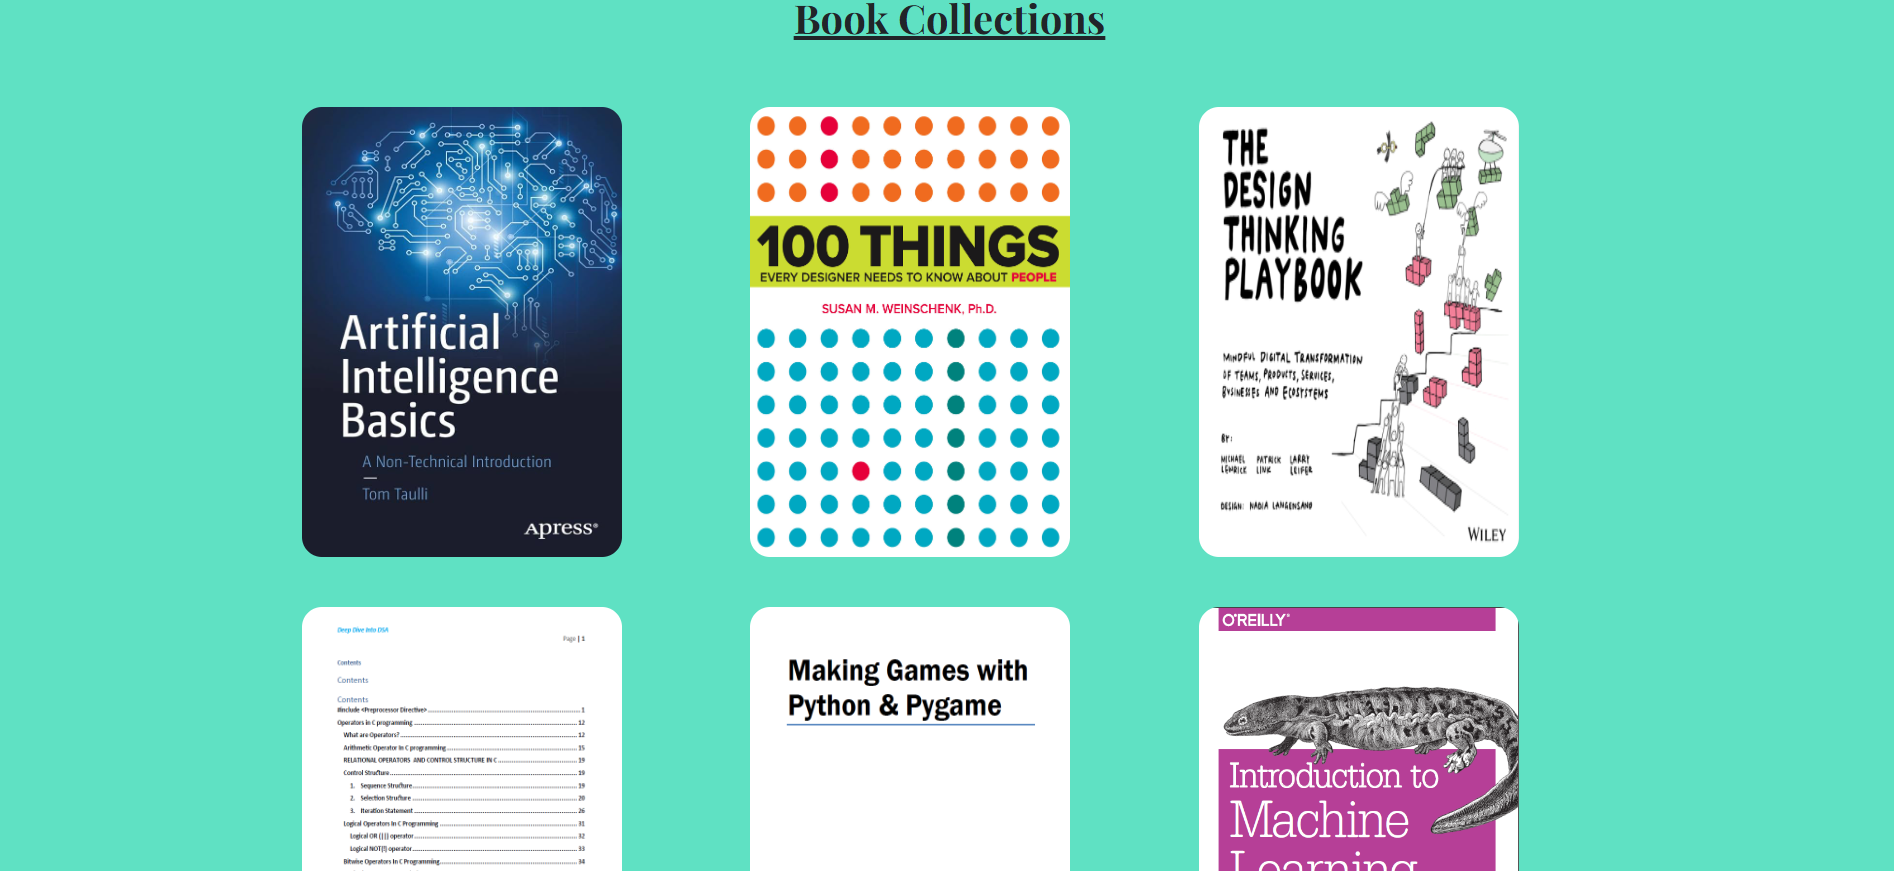 Book Collections
Artificial
Intelligence
Basics
A Non-Technical Introduction
Tom Taulli
Apress®
100 THINGS
EVERY DESIGNER NEEDS TO KNOW ABOUT PEOPLE
SUSAN M. WEINSCHENK, Ph.D.
THE
DESIGN
THINKING
PLAYBOOK
MINDFUL DIGITAL TRANSFORMATION
OF TEAMS, PRODUCTS, SERVICES,
BUSINESSES AND ECOSYSTEMS
BY:
MICHAEL PATRICK LARRY
LEWRICK LINK LEIFER
DESIGN: NADIA LANGENSAND
WILEY
Deep Dive Into DSA
Page | 1
Contents
Contents
Contents
#include <Preprocessor Directive> 1
Operators in C programming 12
What are Operators? 12
Arithmetic Operator in C programming 15
RELATIONAL OPERATORS AND CONTROL STRUCTURE IN C 19
Control Structure 19
1. Sequence Structure 19
2. Selection Structure 20
3. Iteration Statement 26
Logical Operators In C Programming 31
Logical OR (||) operator 32
Logical NOT(!) operator 33
Bitwise Operators In C Programming 34
Making Games with
Python & Pygame
O'REILLY®
Introduction to
Machine
Learning